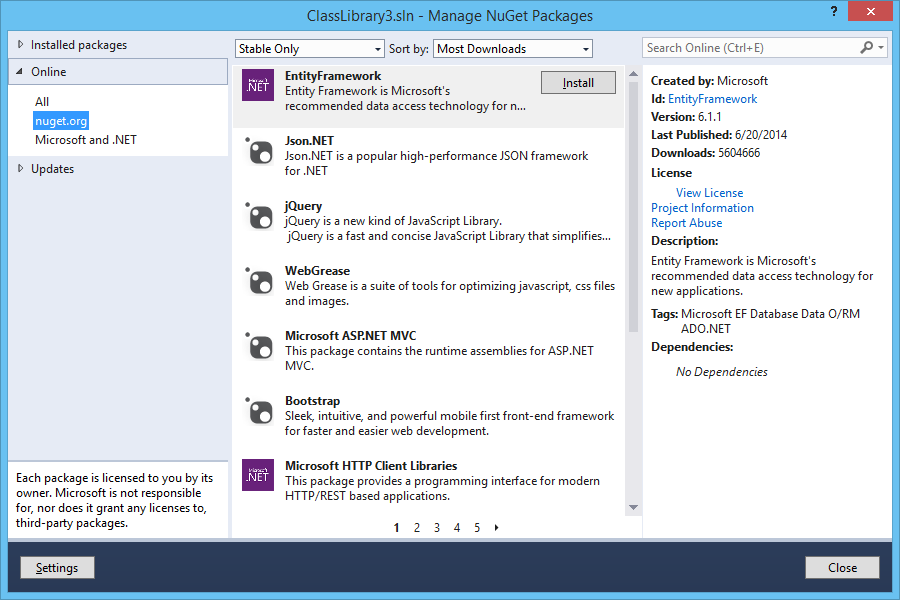 ClassLibrary3.sln - Manage NuGet Packages
?
Installed packages
Online
All
nuget.org
Microsoft and .NET
Updates
Each package is licensed to you by its
owner. Microsoft is not responsible
for, nor does it grant any licenses to,
third-party packages.
Stable Only
Sort by:
Most Downloads
EntityFramework
Entity Framework is Microsoft's
recommended data access technology for n...
Install
Json.NET
Json.NET is a popular high-performance JSON framework
for .NET
jQuery
jQuery is a new kind of JavaScript Library.
jQuery is a fast and concise JavaScript Library that simplifies...
WebGrease
Web Grease is a suite of tools for optimizing javascript, css files
and images.
Microsoft ASP.NET MVC
This package contains the runtime assemblies for ASP.NET
MVC.
Bootstrap
Sleek, intuitive, and powerful mobile first front-end framework
for faster and easier web development.
Microsoft HTTP Client Libraries
This package provides a programming interface for modern
HTTP/REST based applications.
.NET
.NET
1 2 3 4 5
Search Online (Ctrl+E)
Created by: Microsoft
Id: EntityFramework
Version: 6.1.1
Last Published: 6/20/2014
Downloads: 5604666
License
View License
Project Information
Report Abuse
Description:
Entity Framework is Microsoft's
recommended data access technology for
new applications.
Tags: Microsoft EF Database Data O/RM
ADO.NET
Dependencies:
No Dependencies
Settings
Close